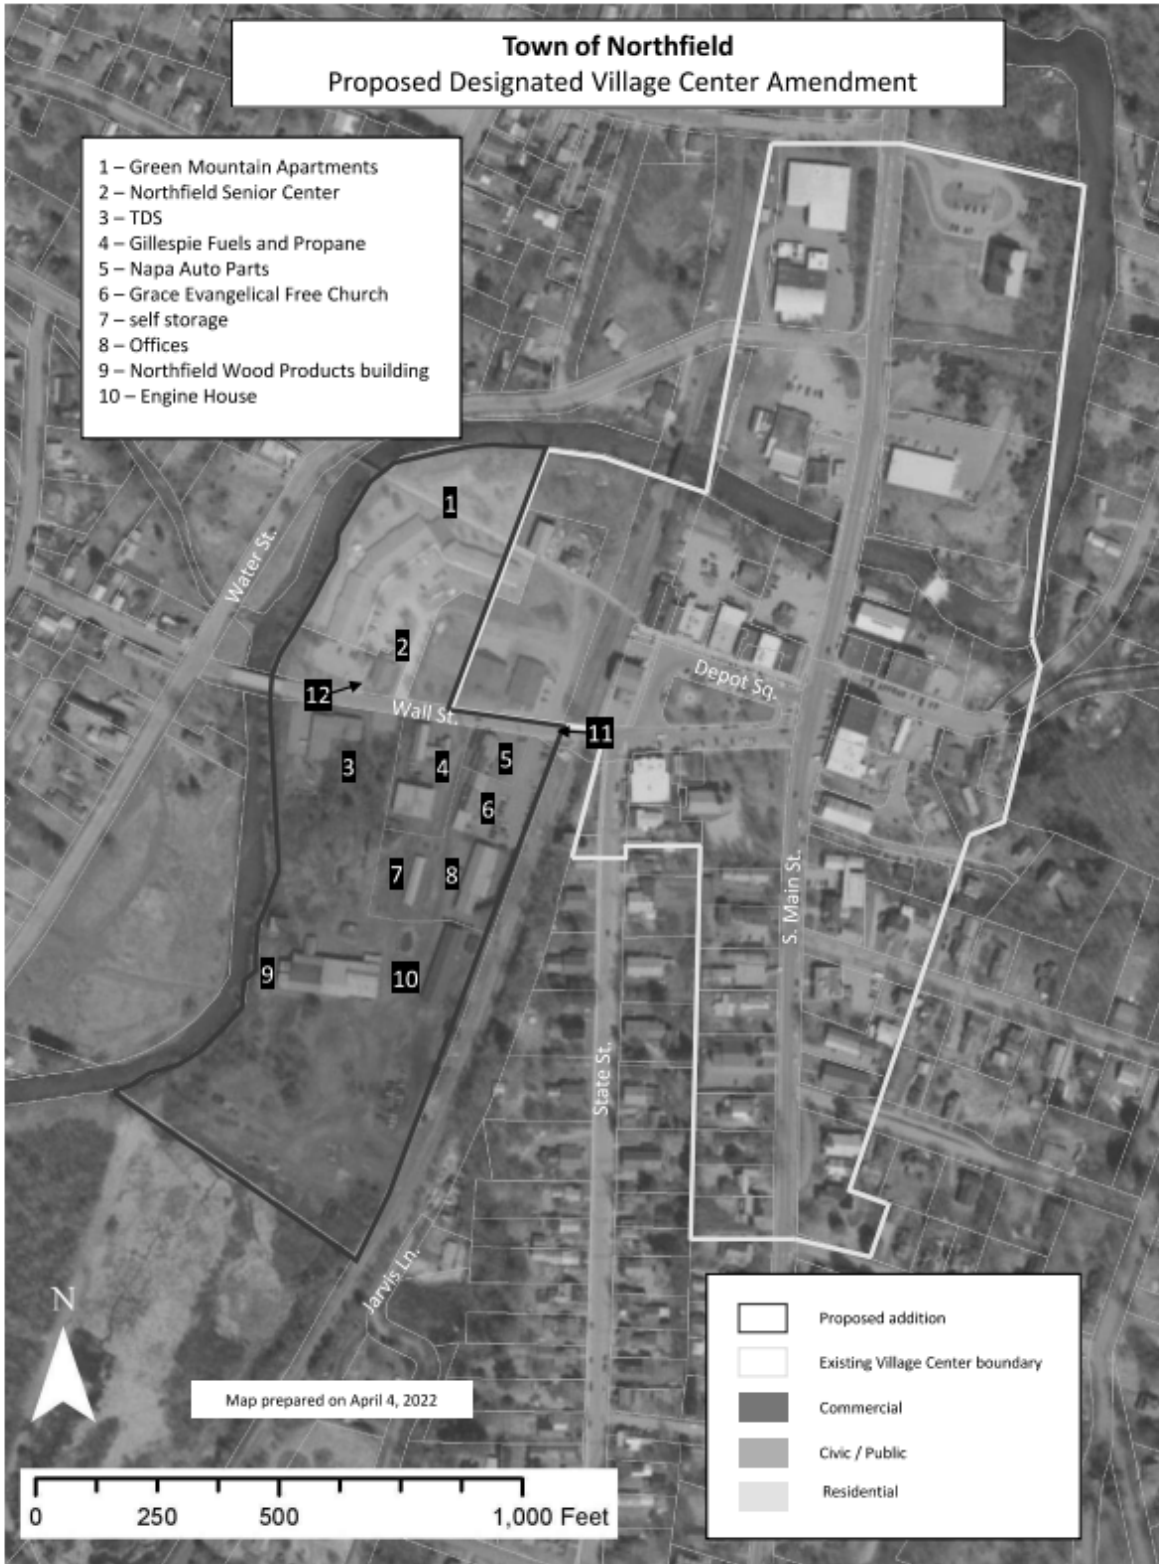 Town of Northfield
Proposed Designated Village Center Amendment
1 – Green Mountain Apartments
2 – Northfield Senior Center
3 – TDS
4 – Gillespie Fuels and Propane
5 – Napa Auto Parts
6 – Grace Evangelical Free Church
7 – self storage
8 – Offices
9 – Northfield Wood Products building
10 – Engine House
1
Water St.
2
12
Wall St.
Depot Sq.
11
3
4
5
6
7
8
S. Main St.
9
10
State St.
Jarvis Ln.
N
Map prepared on April 4, 2022
0 250 500 1,000 Feet
Proposed addition
Existing Village Center boundary
Commercial
Civic / Public
Residential